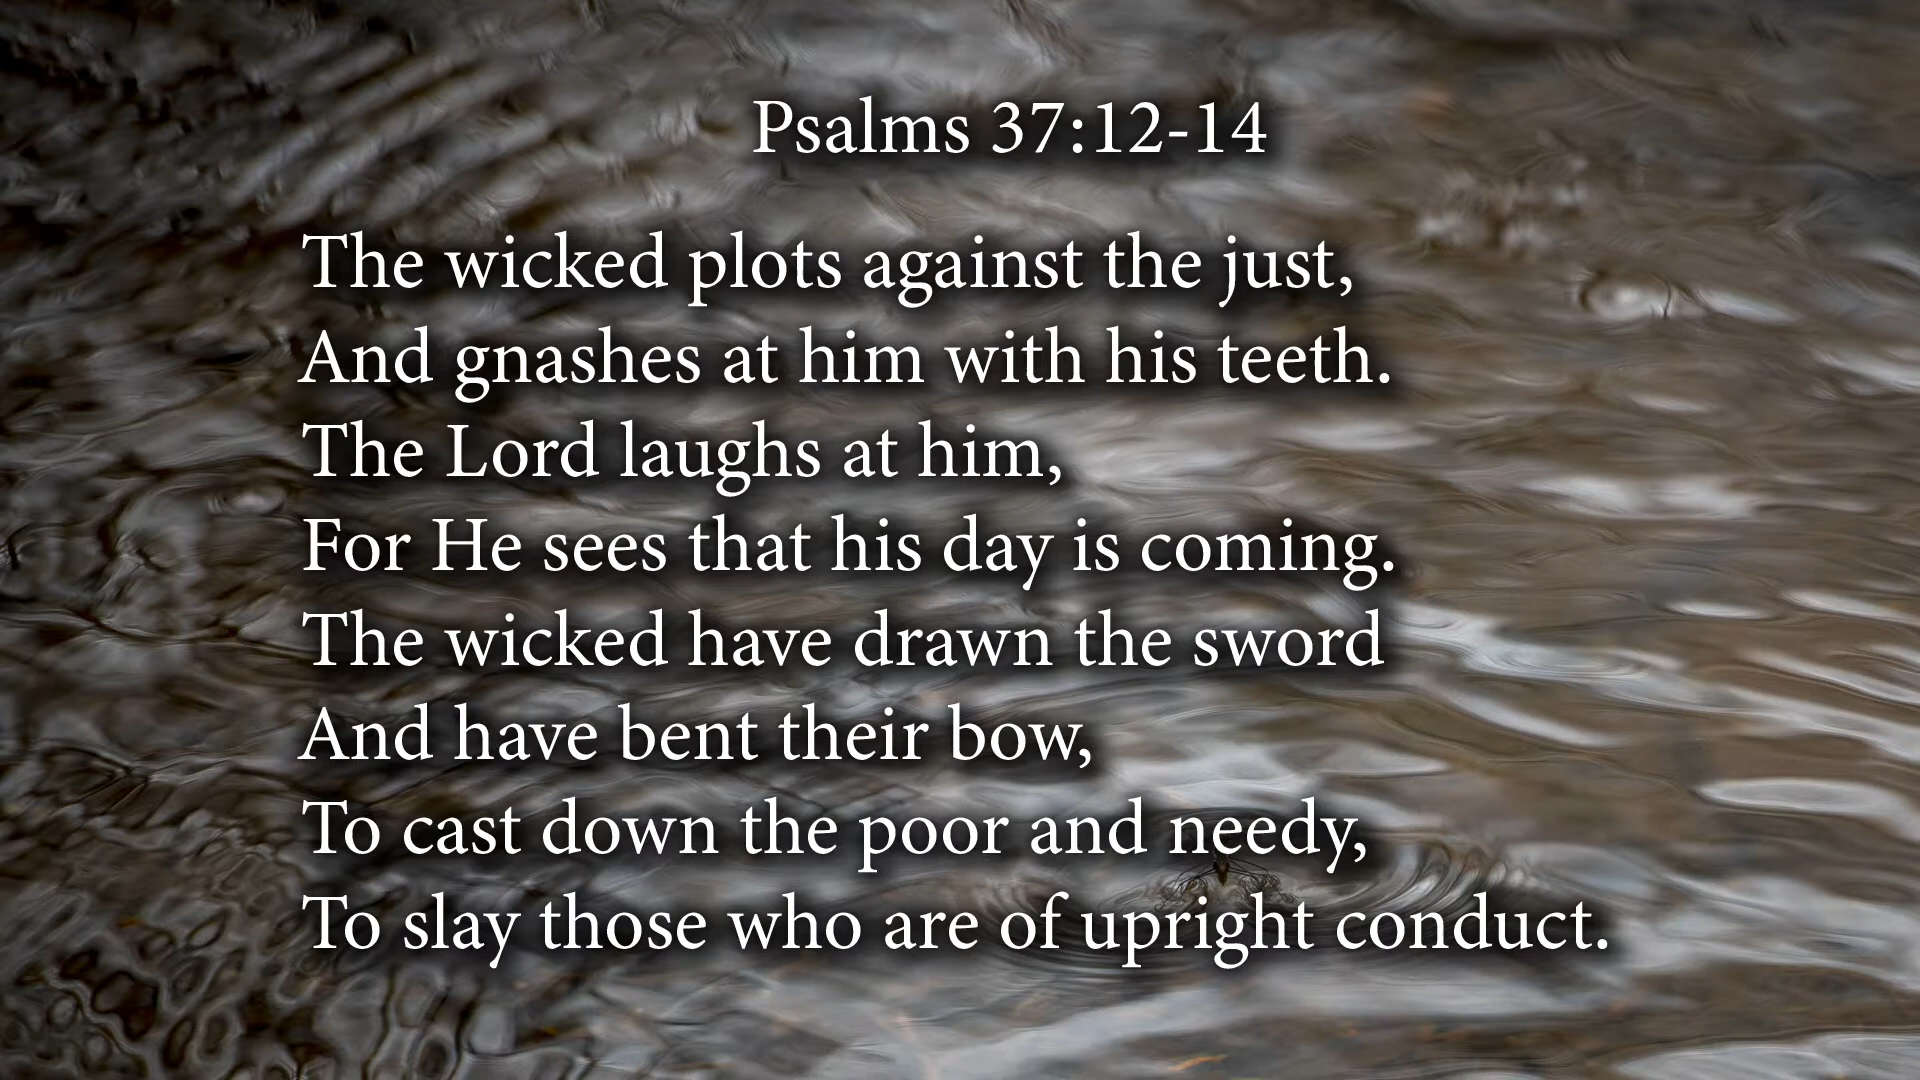 Psalms 37:12-14
The wicked plots against the just,
And gnashes at him with his teeth.
The Lord laughs at him,
For He sees that his day is coming.
The wicked have drawn the sword
And have bent their bow,
To cast down the poor and needy,
To slay those who are of upright conduct.